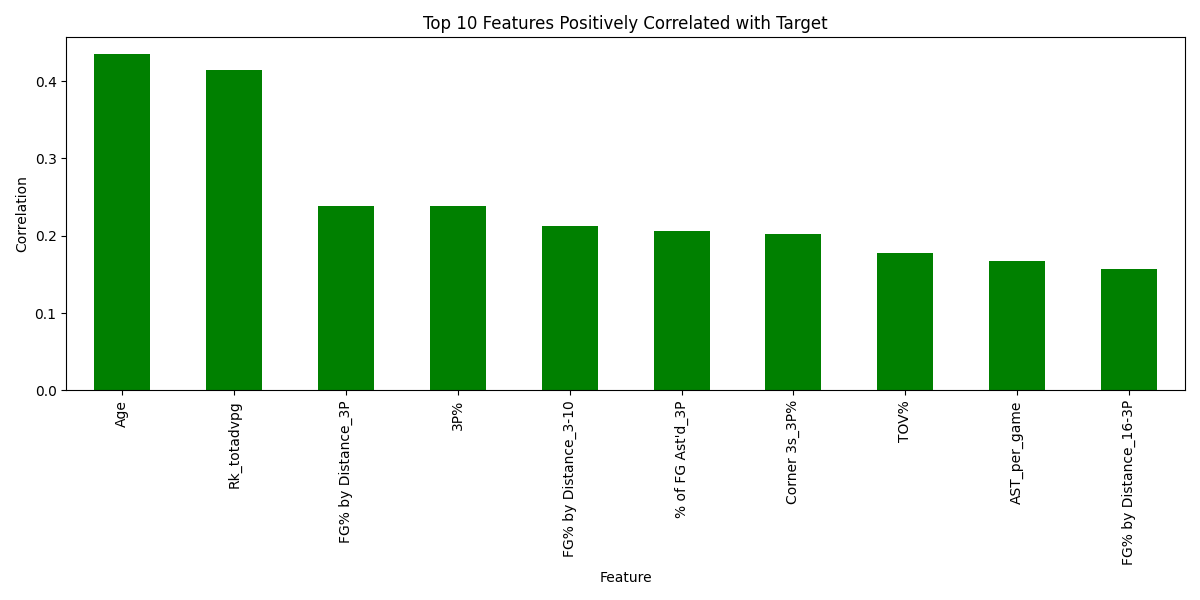 Top 10 Features Positively Correlated with Target
Correlation
0.4
0.3
0.2
0.1
0.0
Age
Rk_totadvpg
FG% by Distance_3P
3P%
FG% by Distance_3-10
% of FG Ast'd_3P
Corner 3s_3P%
TOV%
AST_per_game
FG% by Distance_16-3P
Feature